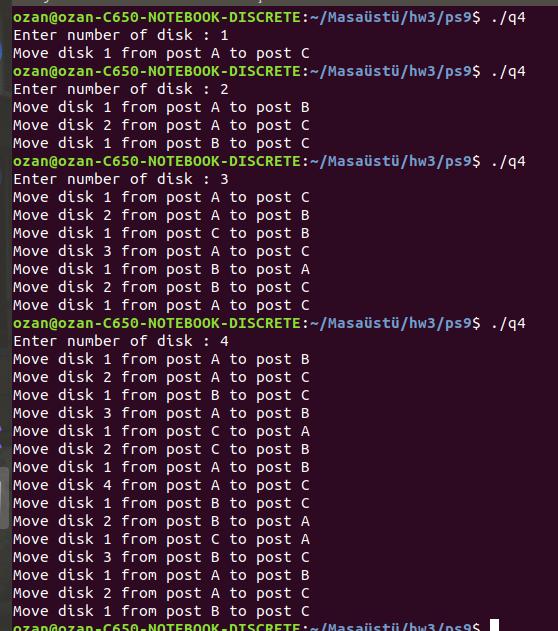 ozan@ozan-C650-NOTEBOOK-DISCRETE:~/Masaüstü/hw3/ps9$ ./q4
Enter number of disk : 1
Move disk 1 from post A to post C
ozan@ozan-C650-NOTEBOOK-DISCRETE:~/Masaüstü/hw3/ps9$ ./q4
Enter number of disk : 2
Move disk 1 from post A to post B
Move disk 2 from post A to post C
Move disk 1 from post B to post C
ozan@ozan-C650-NOTEBOOK-DISCRETE:~/Masaüstü/hw3/ps9$ ./q4
Enter number of disk : 3
Move disk 1 from post A to post C
Move disk 2 from post A to post B
Move disk 1 from post C to post B
Move disk 3 from post A to post C
Move disk 1 from post B to post A
Move disk 2 from post B to post C
Move disk 1 from post A to post C
ozan@ozan-C650-NOTEBOOK-DISCRETE:~/Masaüstü/hw3/ps9$ ./q4
Enter number of disk : 4
Move disk 1 from post A to post B
Move disk 2 from post A to post C
Move disk 1 from post B to post C
Move disk 3 from post A to post B
Move disk 1 from post C to post A
Move disk 2 from post C to post B
Move disk 1 from post A to post B
Move disk 4 from post A to post C
Move disk 1 from post B to post C
Move disk 2 from post B to post A
Move disk 1 from post C to post A
Move disk 3 from post B to post C
Move disk 1 from post A to post B
Move disk 2 from post A to post C
Move disk 1 from post B to post C
ozan@ozan-C650-NOTEBOOK-DISCRETE:~/Masaüstü/hw3/ps9$